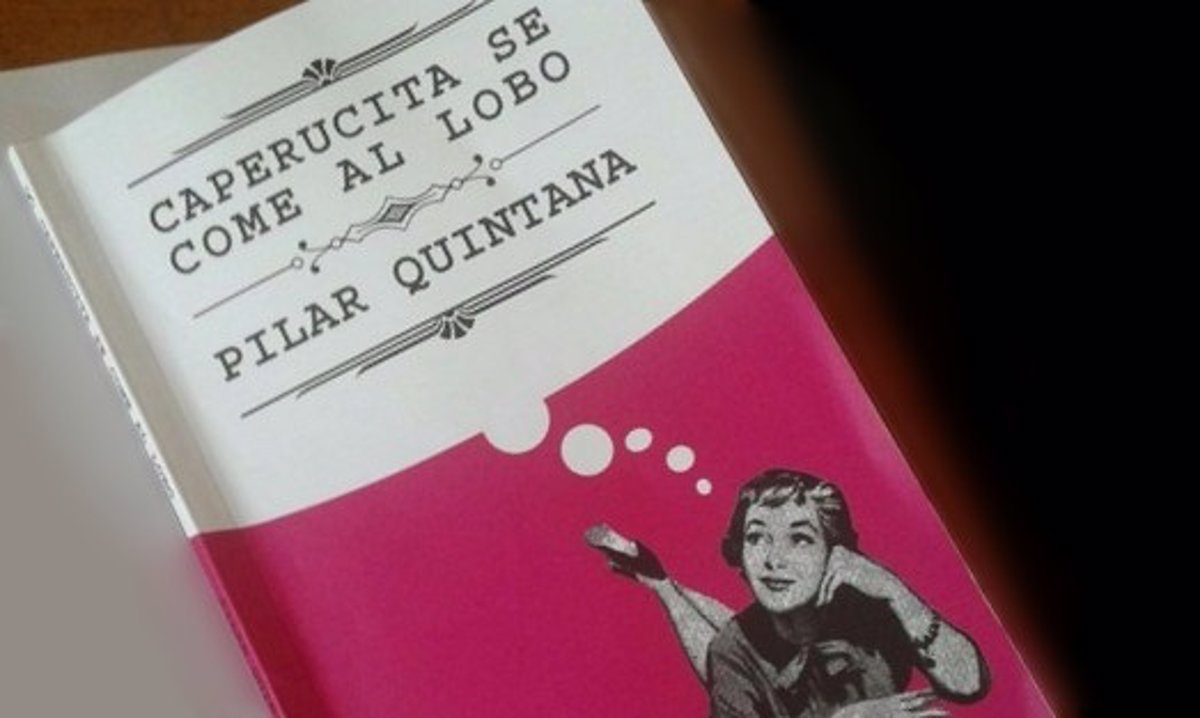 CAPERUCITA SE
COME AL LOBO
PILAR QUINTANA